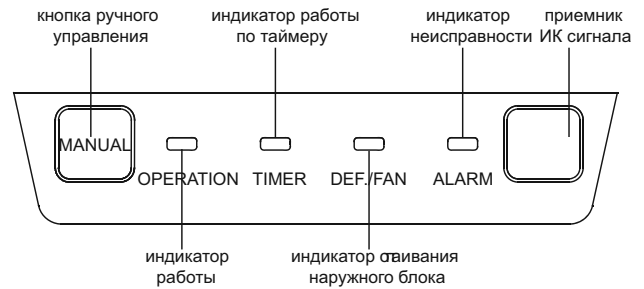 кнопка ручного
управления
индикатор работы
по таймеру
индикатор
неисправности
приемник
ИК сигнала
MANUAL
OPERATION
TIMER
DEF./FAN
ALARM
индикатор
работы
индикатор оттаивания
наружного блока